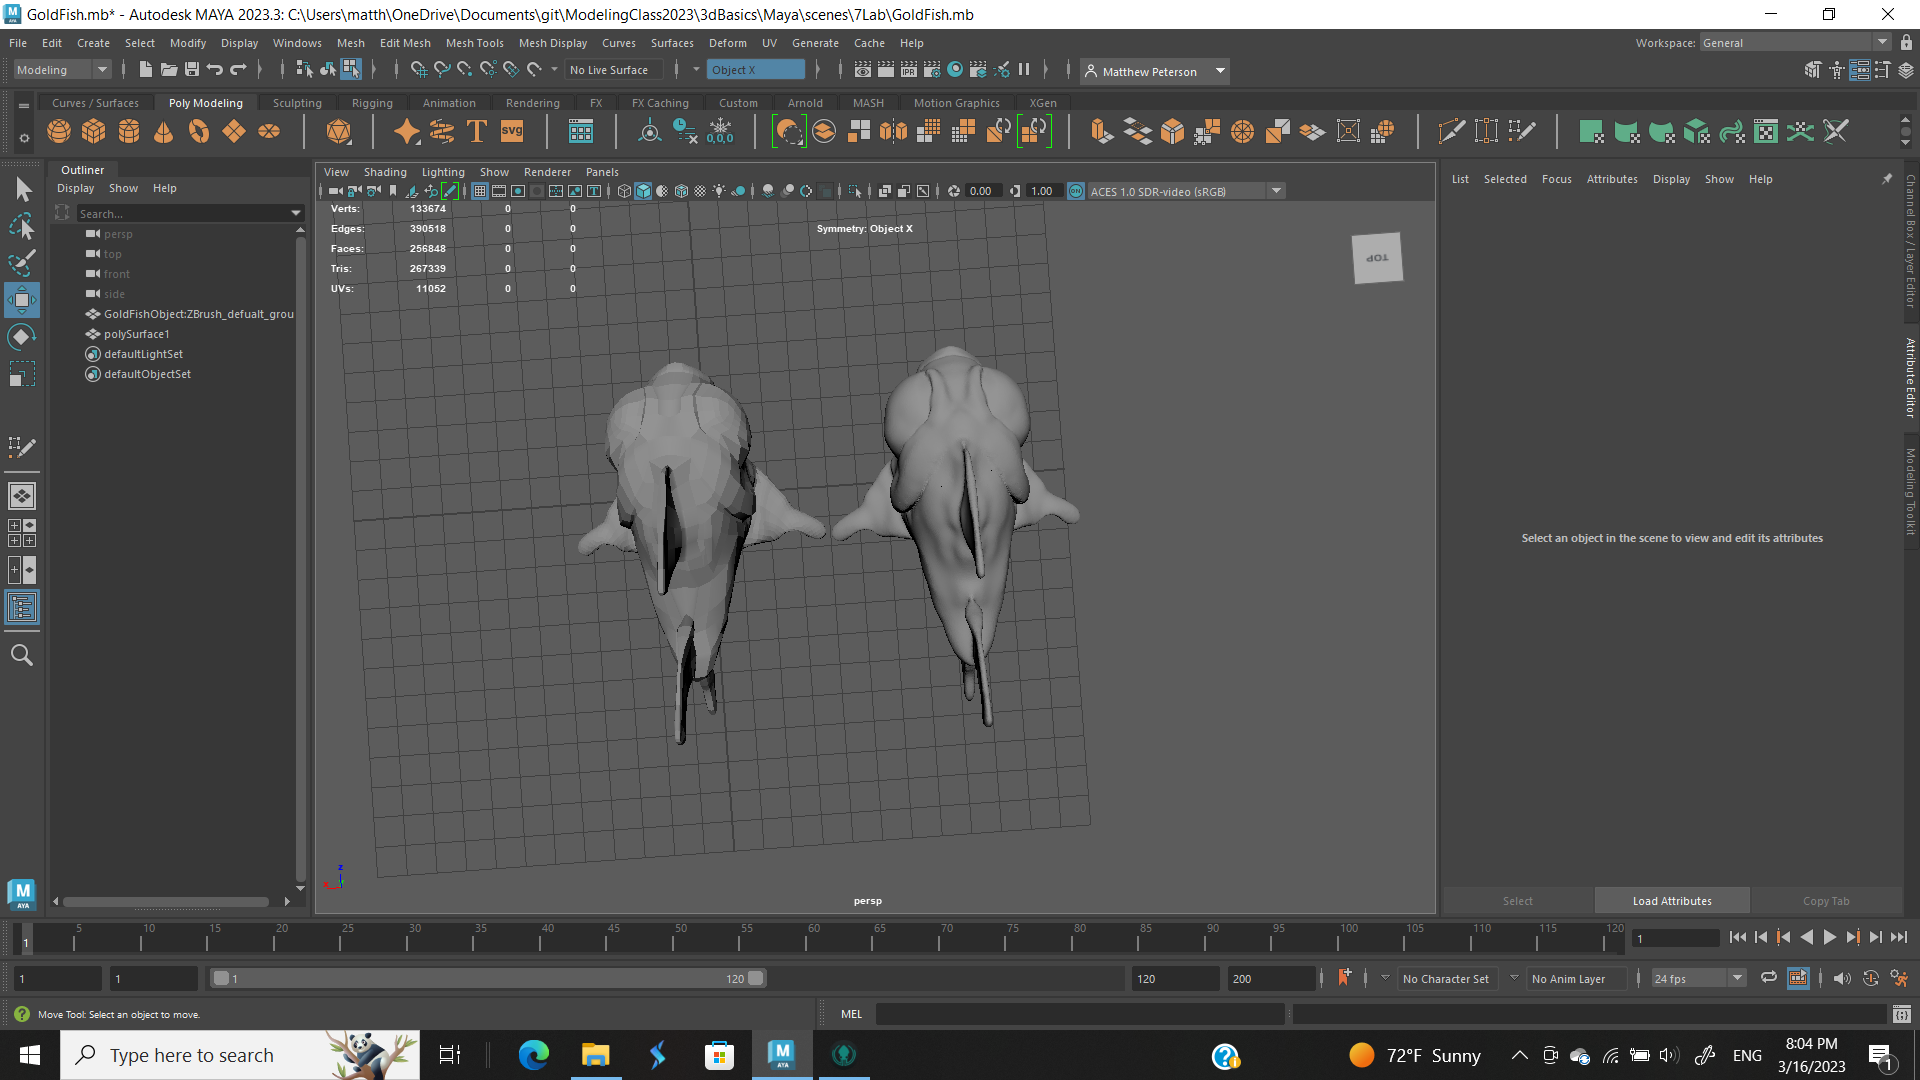 GoldFish.mb* - Autodesk MAYA 2023.3: C:\Users\matth\OneDrive\Documents\git\ModelingClass2023\3dBasics\Maya\scenes\7Lab\GoldFish.mb
File Edit Create Select Modify Display Windows Mesh Edit Mesh Mesh Tools Mesh Display Curves Surfaces Deform UV Generate Cache Help
Workspace: General
Modeling
No Live Surface
Object X
IPR
Matthew Peterson
Curves / Surfaces Poly Modeling Sculpting Rigging Animation Rendering FX FX Caching Custom Arnold MASH Motion Graphics XGen
T
SVG
0,0,0
Outliner
Display Show Help
Search...
persp
top
front
side
GoldFishObject:ZBrush_defualt_grou
polySurface1
defaultLightSet
defaultObjectSet
View Shading Lighting Show Renderer Panels
0.00
1.00
ON
ACES 1.0 SDR-video (sRGB)
Verts: 133674 0 0
Edges: 390518 0 0
Faces: 256848 0 0
Tris: 267339 0 0
UVs: 11052 0 0
Symmetry: Object X
TOP
z
x
persp
List Selected Focus Attributes Display Show Help
Select an object in the scene to view and edit its attributes
Select
Load Attributes
Copy Tab
Channel Box / Layer Editor
Attribute Editor
Modeling Toolkit
M
AYA
1 5 10 15 20 25 30 35 40 45 50 55 60 65 70 75 80 85 90 95 100 105 110 115 120
1
1
1
1
120
120
200
No Character Set
No Anim Layer
24 fps
Move Tool: Select an object to move.
MEL
Type here to search
M
AYA
72°F Sunny
ENG
8:04 PM
3/16/2023
1